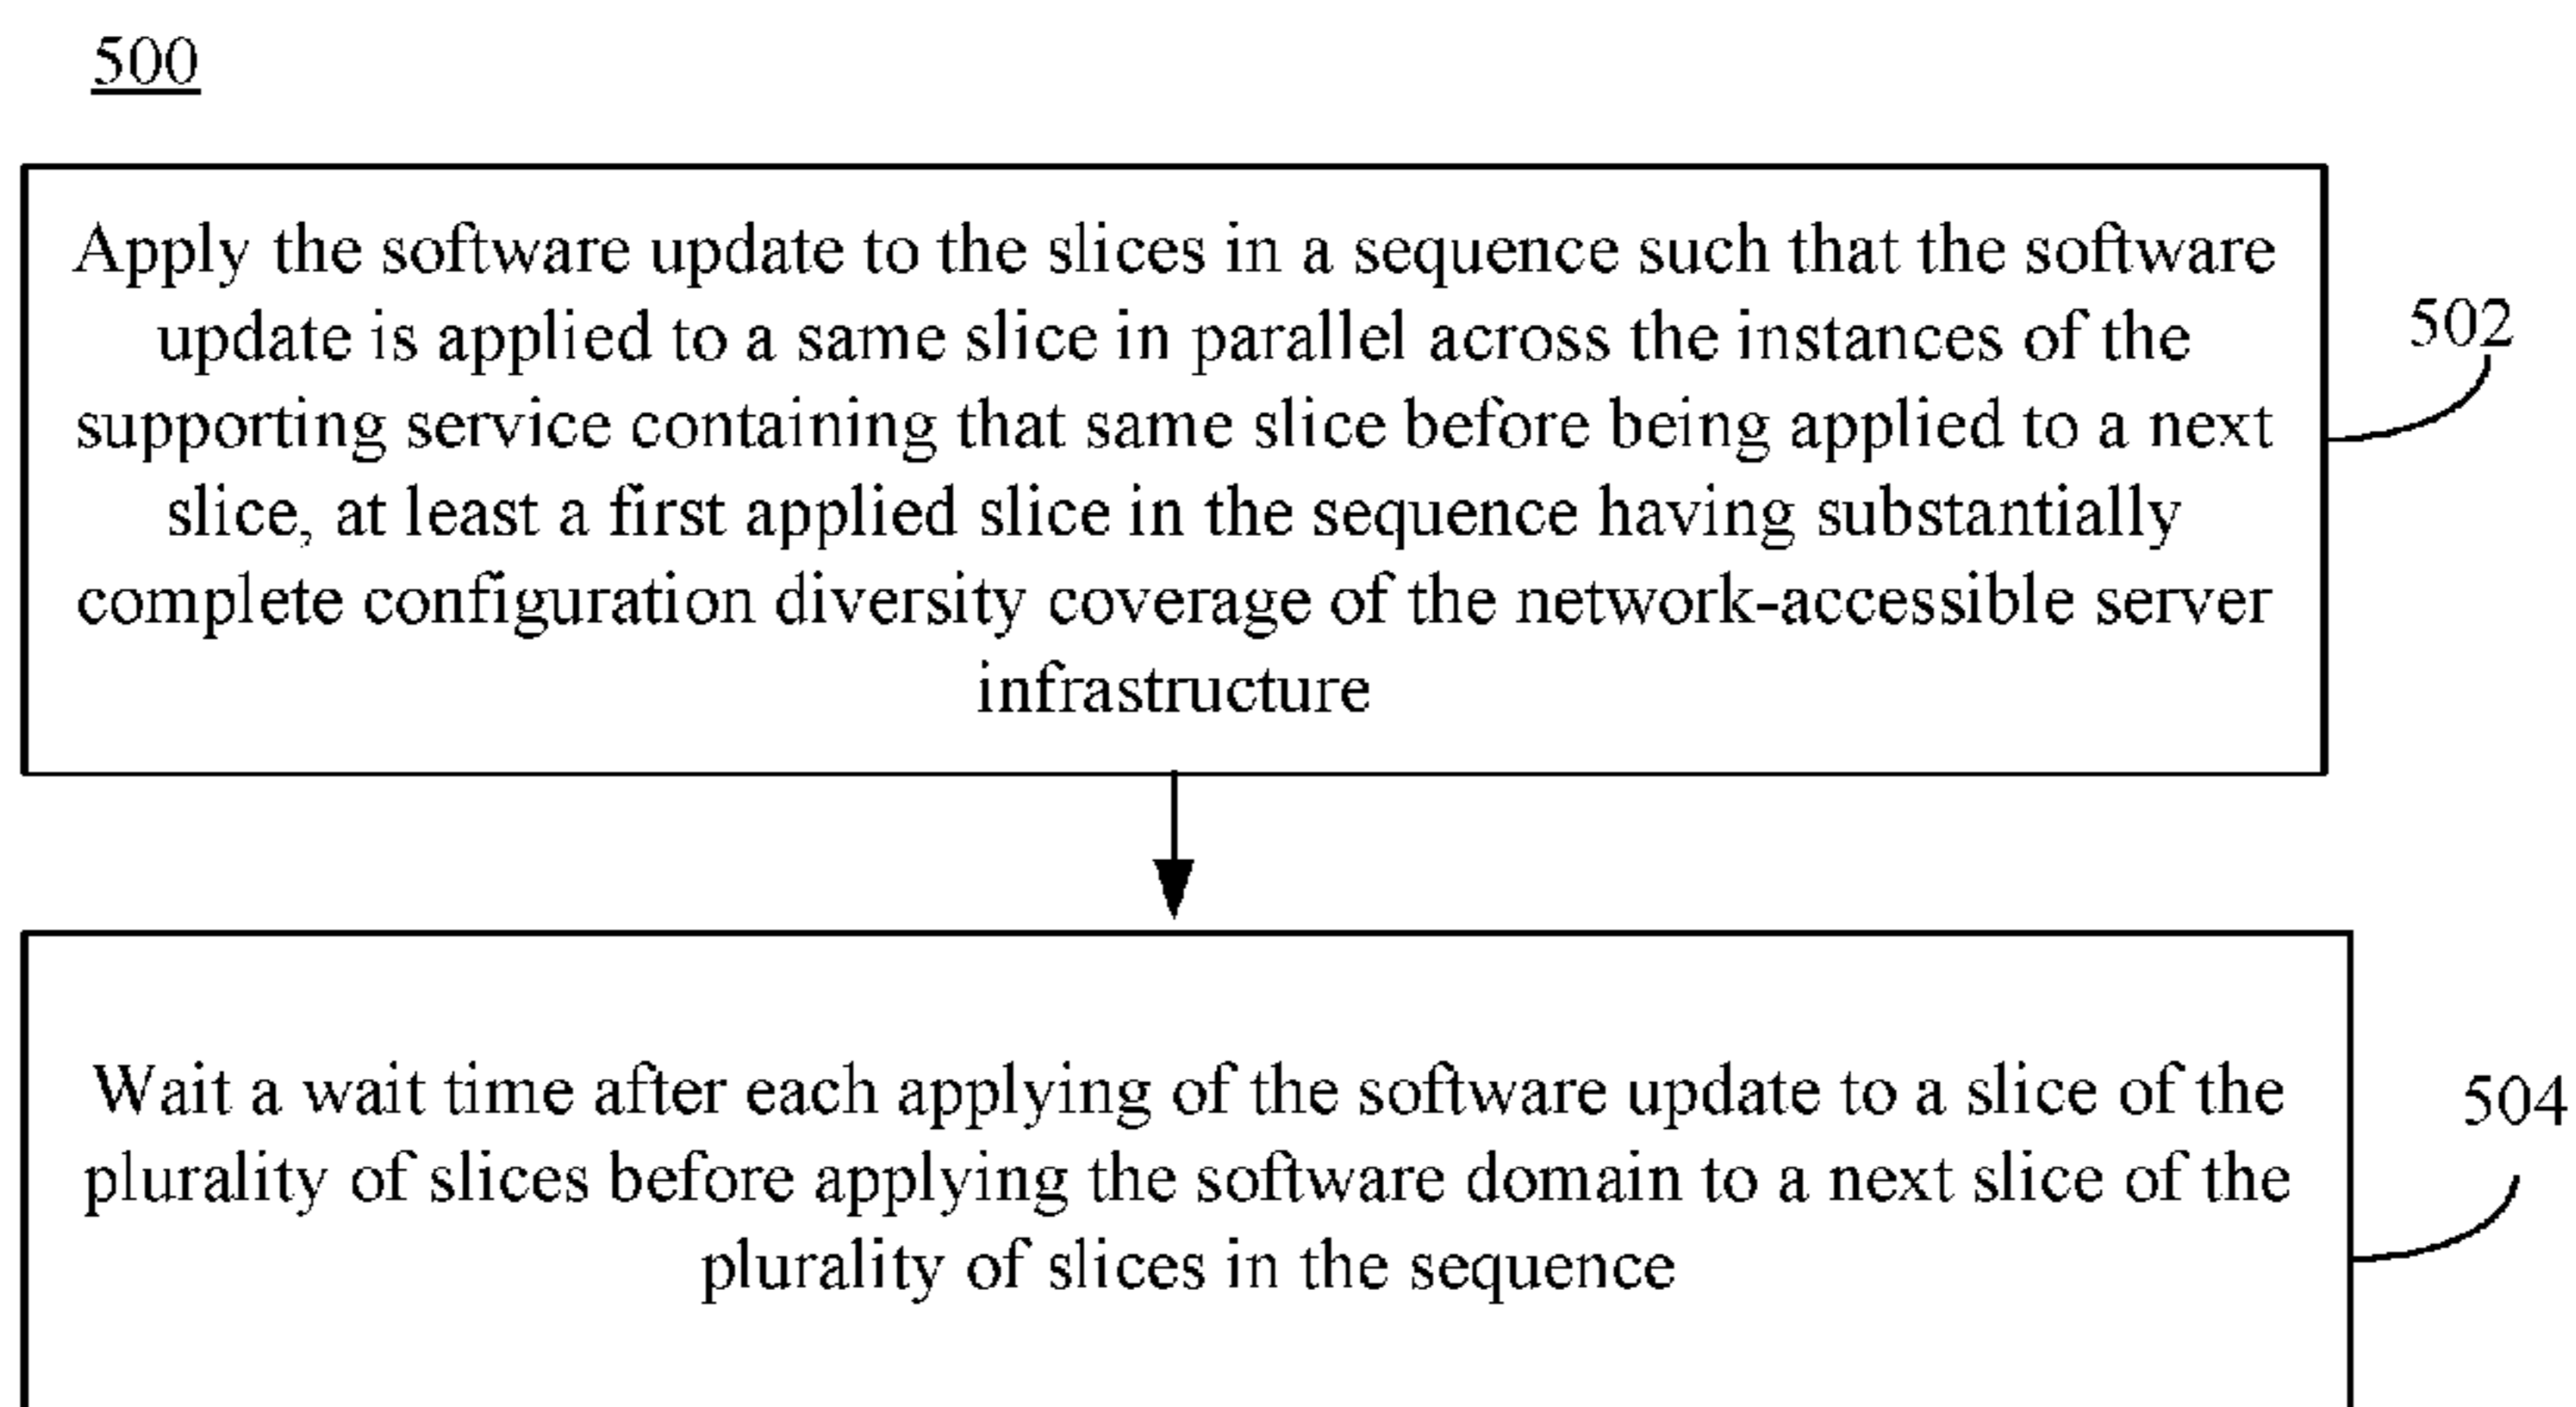 500
Apply the software update to the slices in a sequence such that the software
update is applied to a same slice in parallel across the instances of the
supporting service containing that same slice before being applied to a next
slice, at least a first applied slice in the sequence having substantially
complete configuration diversity coverage of the network-accessible server
infrastructure
502
Wait a wait time after each applying of the software update to a slice of the
plurality of slices before applying the software domain to a next slice of the
plurality of slices in the sequence
504